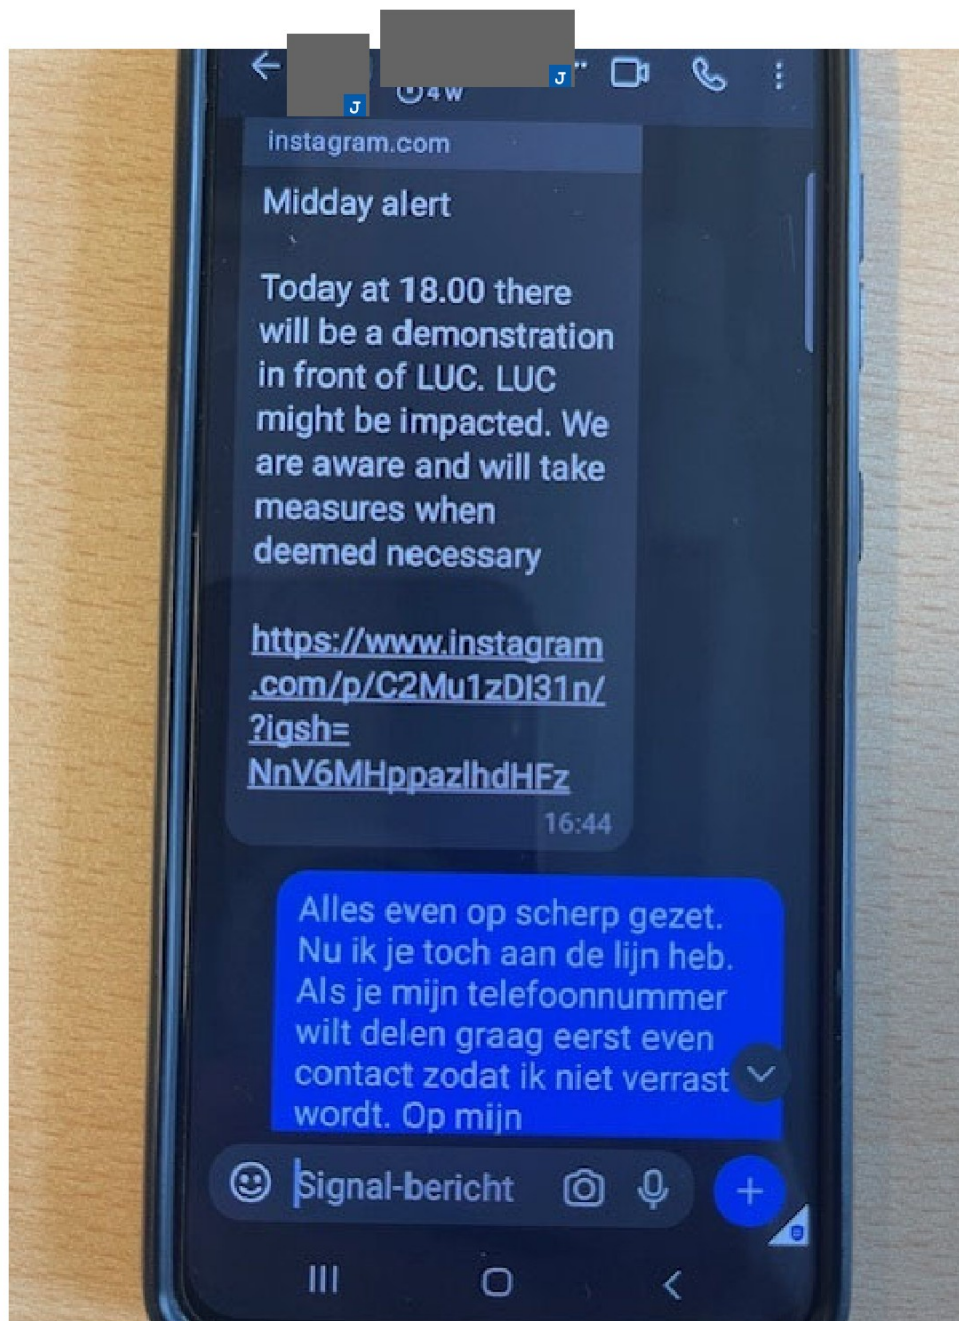 J
J
4 w
instagram.com
Midday alert
Today at 18.00 there
will be a demonstration
in front of LUC. LUC
might be impacted. We
are aware and will take
measures when
deemed necessary
https://www.instagram
.com/p/C2Mu1zDI31n/
?igsh=
NnV6MHppazlhdHFz
16:44
Alles even op scherp gezet.
Nu ik je toch aan de lijn heb.
Als je mijn telefoonnummer
wilt delen graag eerst even
contact zodat ik niet verrast
wordt. Op mijn
Signal-bericht